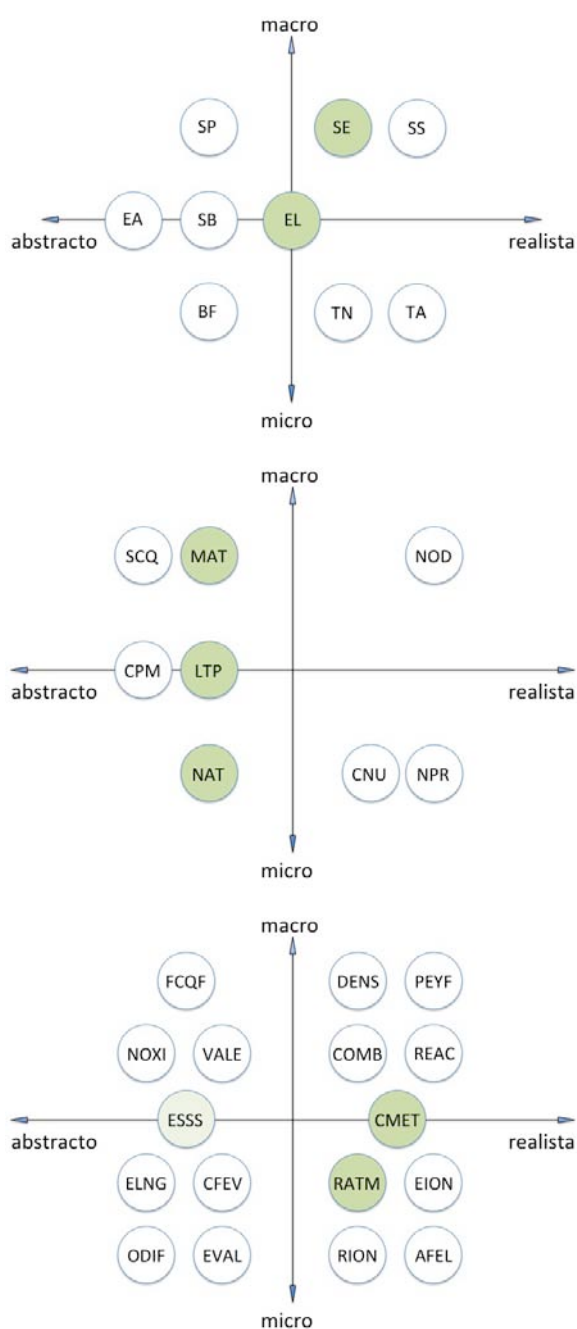 macro
SP SE SS
EA SB EL
abstracto realista
BF TN TA
micro
macro
SCQ MAT NOD
CPM LTP
abstracto realista
NAT CNU NPR
micro
macro
FCQF DENS PEYF
NOXI VALE COMB REAC
ESSS CMET
abstracto realista
ELNG CFEV RATM EION
ODIF EVAL RION AFEL
micro